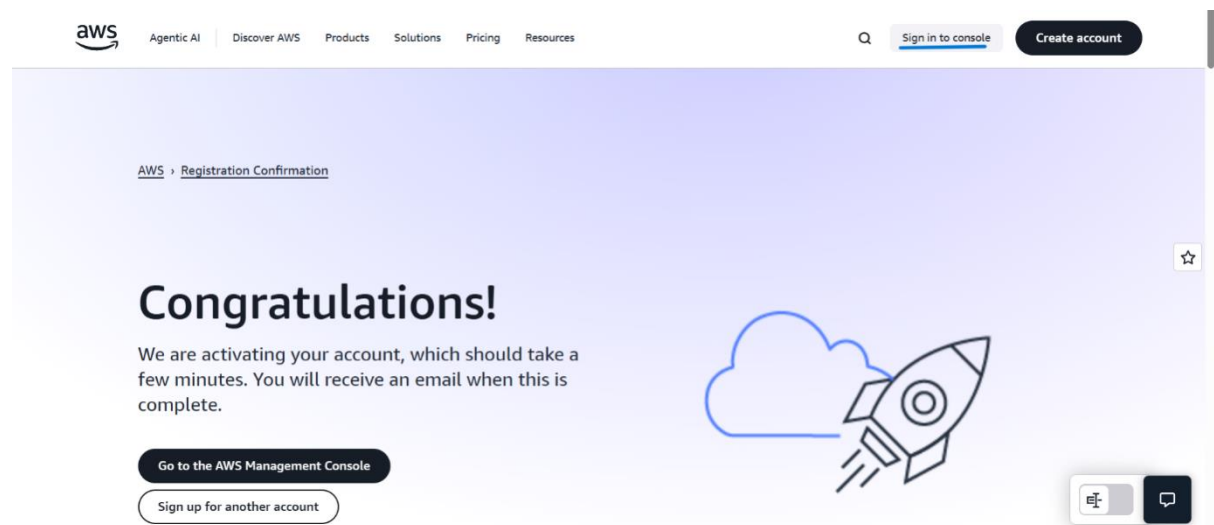 aws
Agentic AI Discover AWS Products Solutions Pricing Resources Sign in to console Create account
AWS › Registration Confirmation
Congratulations!
We are activating your account, which should take a
few minutes. You will receive an email when this is
complete.
Go to the AWS Management Console
Sign up for another account